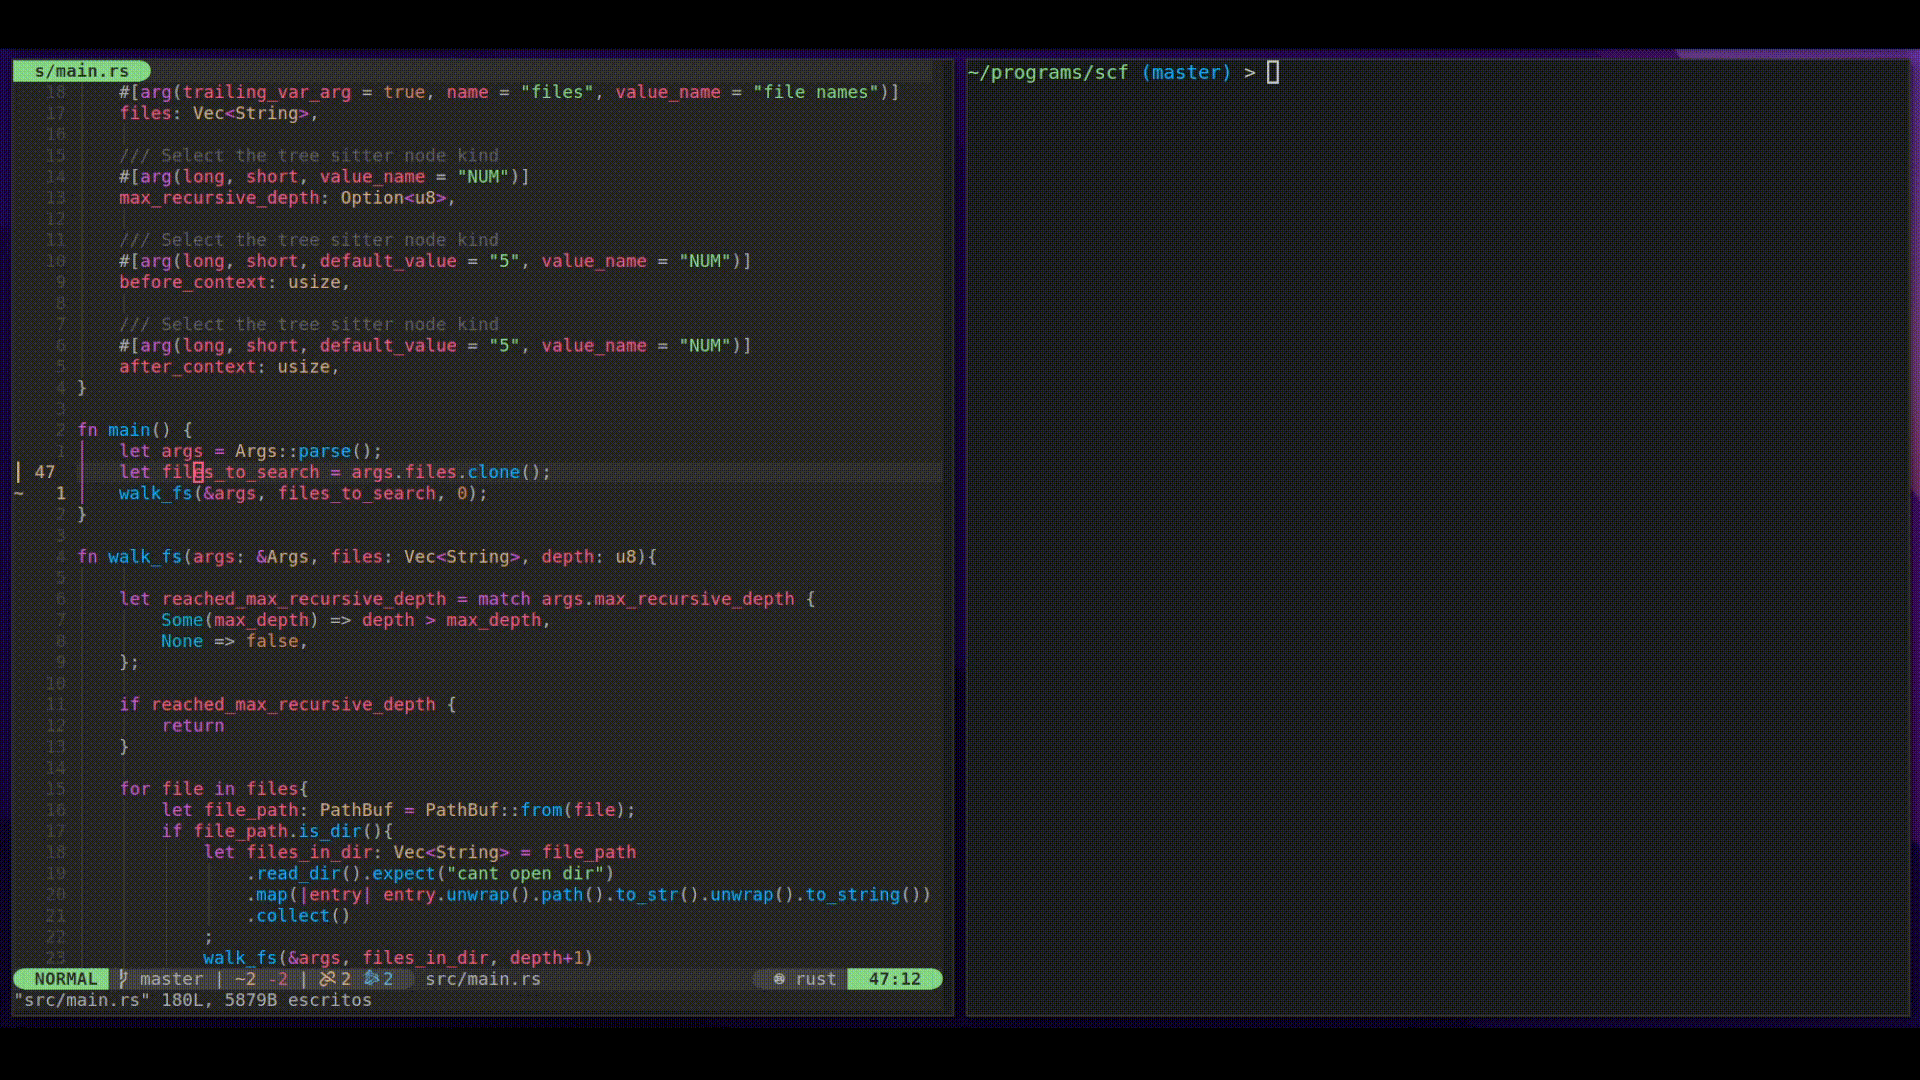 s/main.rs
18 #[arg(trailing_var_arg = true, name = "files", value_name = "file names")]
17 files: Vec<String>,
16
15 /// Select the tree sitter node kind
14 #[arg(long, short, value_name = "NUM")]
13 max_recursive_depth: Option<u8>,
12
11 /// Select the tree sitter node kind
10 #[arg(long, short, default_value = "5", value_name = "NUM")]
9 before_context: usize,
8
7 /// Select the tree sitter node kind
6 #[arg(long, short, default_value = "5", value_name = "NUM")]
5 after_context: usize,
4 }
3
2 fn main() {
1 let args = Args::parse();
47 let files_to_search = args.files.clone();
~ 1 walk_fs(&args, files_to_search, 0);
2 }
3
4 fn walk_fs(args: &Args, files: Vec<String>, depth: u8){
5
6 let reached_max_recursive_depth = match args.max_recursive_depth {
7 Some(max_depth) => depth > max_depth,
8 None => false,
9 };
10
11 if reached_max_recursive_depth {
12 return
13 }
14
15 for file in files{
16 let file_path: PathBuf = PathBuf::from(file);
17 if file_path.is_dir(){
18 let files_in_dir: Vec<String> = file_path
19 .read_dir().expect("cant open dir")
20 .map(|entry| entry.unwrap().path().to_str().unwrap().to_string())
21 .collect()
22 ;
23 walk_fs(&args, files_in_dir, depth+1)
NORMAL master | ~2 -2 | 2 2 src/main.rs rust 47:12
"src/main.rs" 180L, 5879B escritos
~/programs/scf (master) >